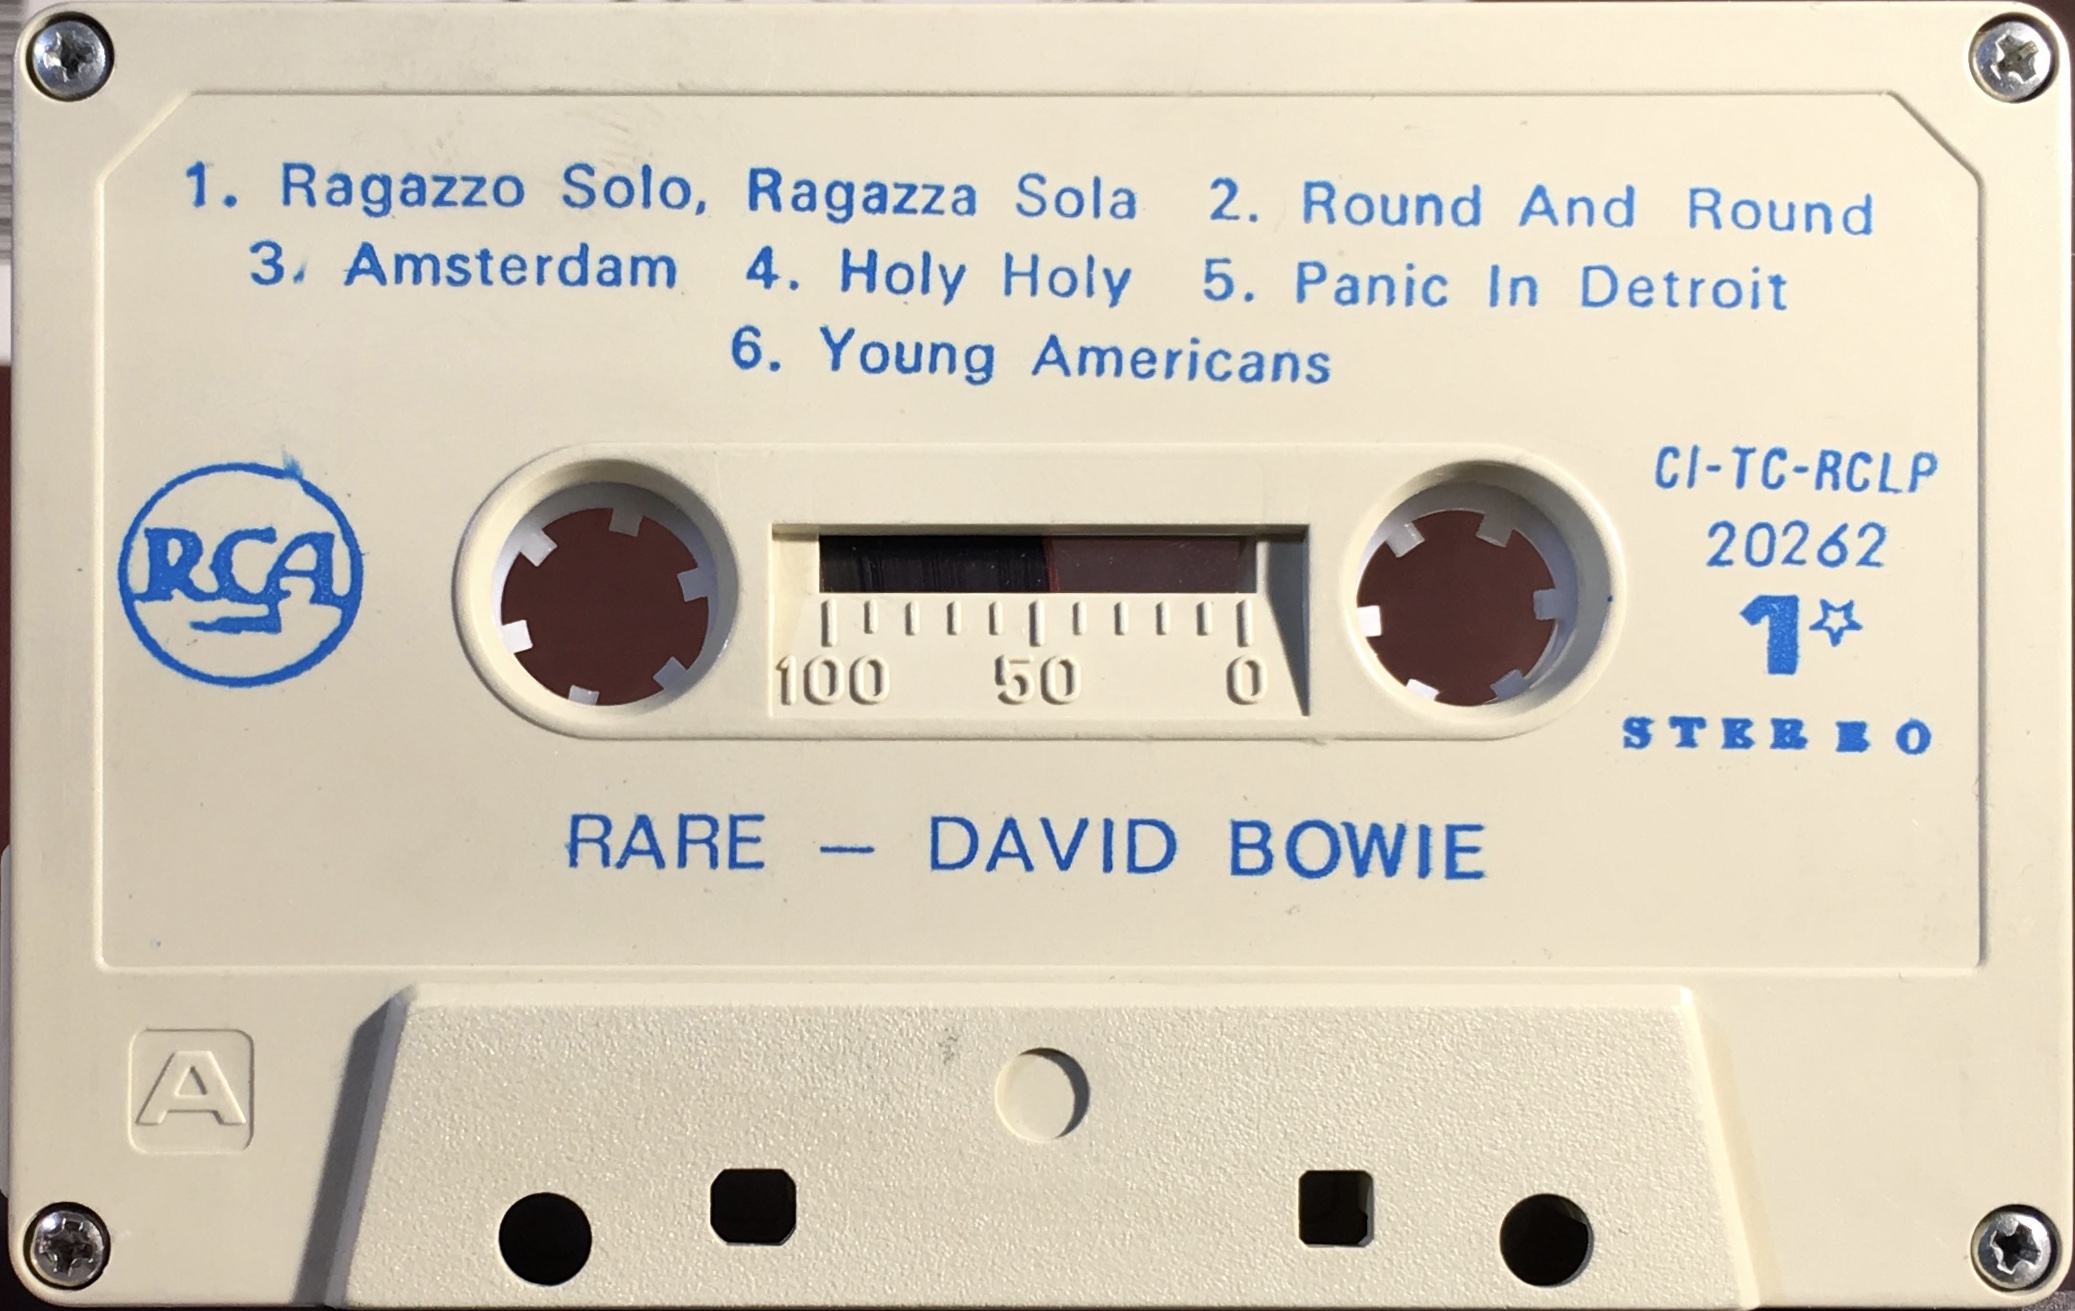 1. Ragazzo Solo, Ragazza Sola 2. Round And Round
3. Amsterdam 4. Holy Holy 5. Panic In Detroit
6. Young Americans
RCA
CI-TC-RCLP
20262
1☆
STEREO
100 50 0
RARE — DAVID BOWIE
A